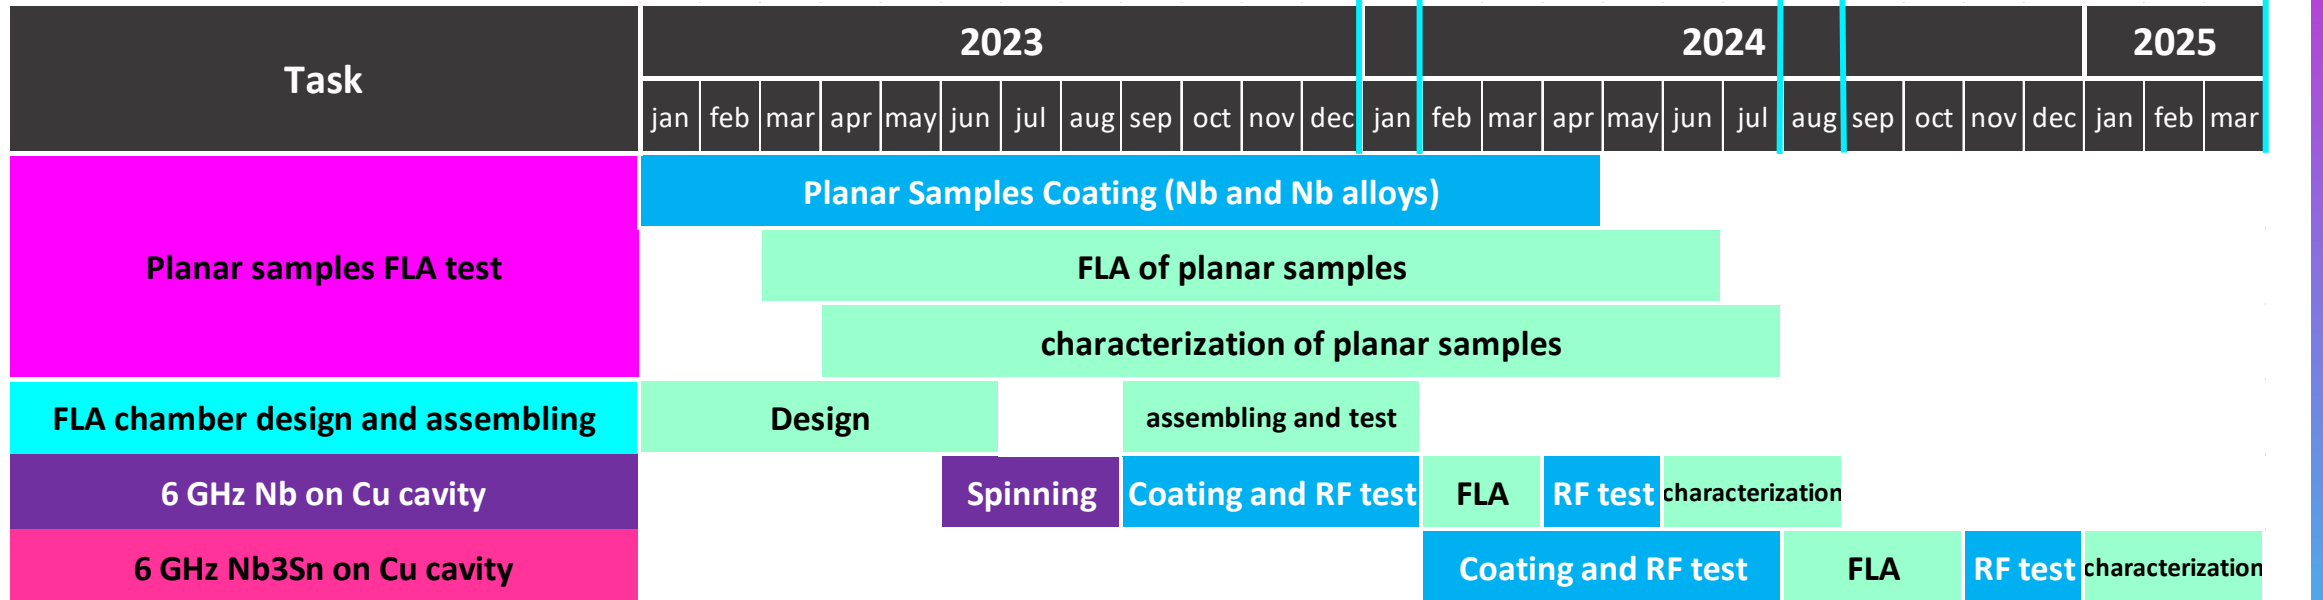 Task
2023
2024
2025
jan feb mar apr may jun jul aug sep oct nov dec jan feb mar apr may jun jul aug sep oct nov dec jan feb mar
Planar samples FLA test
Planar Samples Coating (Nb and Nb alloys)
FLA of planar samples
characterization of planar samples
FLA chamber design and assembling
Design
assembling and test
6 GHz Nb on Cu cavity
Spinning
Coating and RF test
FLA
RF test
characterization
6 GHz Nb3Sn on Cu cavity
Coating and RF test
FLA
RF test
characterization